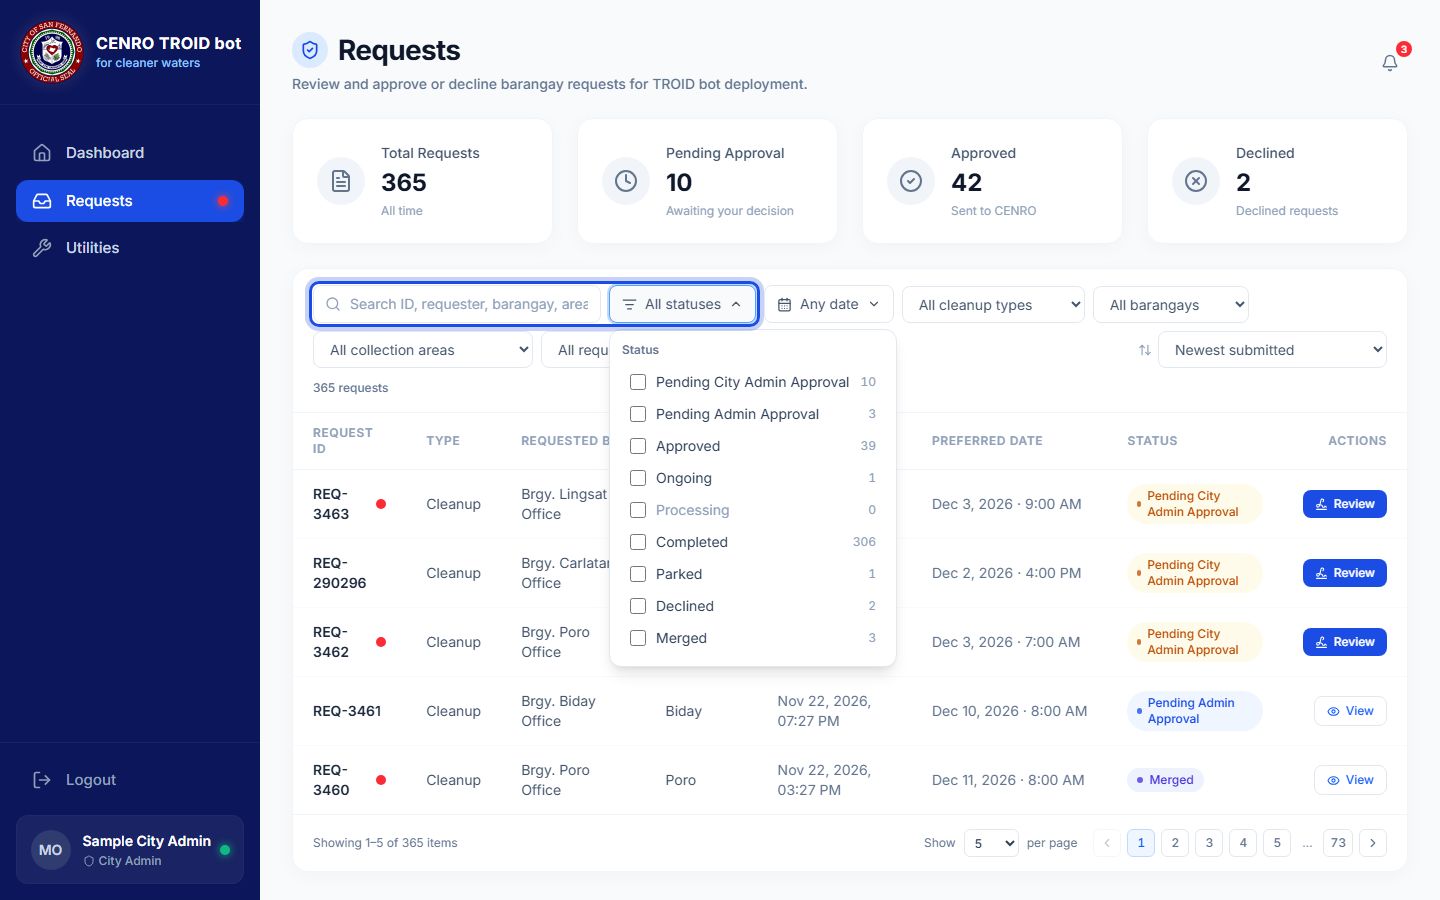 CITY OF SAN FERNANDO
OFFICIAL SEAL
CENRO TROID bot
for cleaner waters
Dashboard
Requests
Utilities
Logout
MO
Sample City Admin
City Admin
Requests
Review and approve or decline barangay requests for TROID bot deployment.
3
Total Requests
365
All time
Pending Approval
10
Awaiting your decision
Approved
42
Sent to CENRO
Declined
2
Declined requests
Search ID, requester, barangay, area
All statuses
Any date
All cleanup types
All barangays
All collection areas
All requ
Newest submitted
365 requests
Status
Pending City Admin Approval 10
Pending Admin Approval 3
Approved 39
Ongoing 1
Processing 0
Completed 306
Parked 1
Declined 2
Merged 3
REQUEST ID TYPE REQUESTED B PREFERRED DATE STATUS ACTIONS
REQ-3463 Cleanup Brgy. Lingsat Office Dec 3, 2026 · 9:00 AM Pending City Admin Approval Review
REQ-290296 Cleanup Brgy. Carlatan Office Dec 2, 2026 · 4:00 PM Pending City Admin Approval Review
REQ-3462 Cleanup Brgy. Poro Office Dec 3, 2026 · 7:00 AM Pending City Admin Approval Review
REQ-3461 Cleanup Brgy. Biday Office Biday Nov 22, 2026, 07:27 PM Dec 10, 2026 · 8:00 AM Pending Admin Approval View
REQ-3460 Cleanup Brgy. Poro Office Poro Nov 22, 2026, 03:27 PM Dec 11, 2026 · 8:00 AM Merged View
Showing 1–5 of 365 items
Show 5 per page
1 2 3 4 5 ... 73